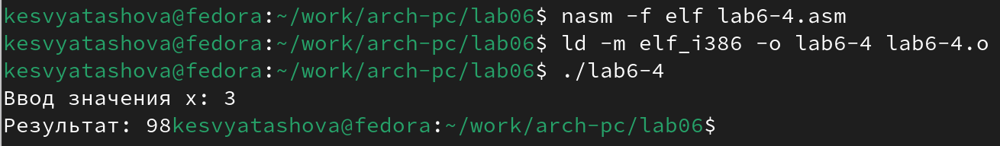 kesvyatashova@fedora:~/work/arch-pc/lab06$ nasm -f elf lab6-4.asm
kesvyatashova@fedora:~/work/arch-pc/lab06$ ld -m elf_i386 -o lab6-4 lab6-4.o
kesvyatashova@fedora:~/work/arch-pc/lab06$ ./lab6-4
Ввод значения x: 3
Результат: 98kesvyatashova@fedora:~/work/arch-pc/lab06$